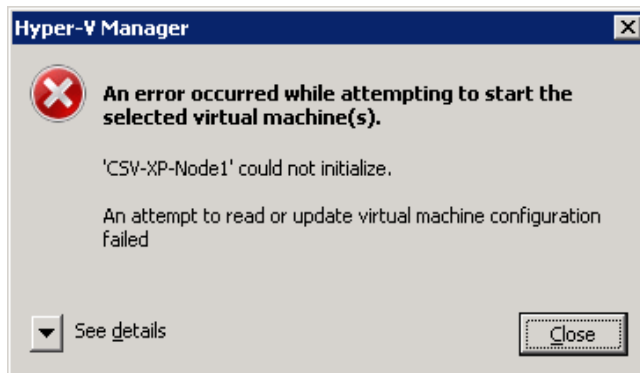 Hyper-V Manager
An error occurred while attempting to start the
selected virtual machine(s).
'CSV-XP-Node1' could not initialize.
An attempt to read or update virtual machine configuration
failed
See details
Close